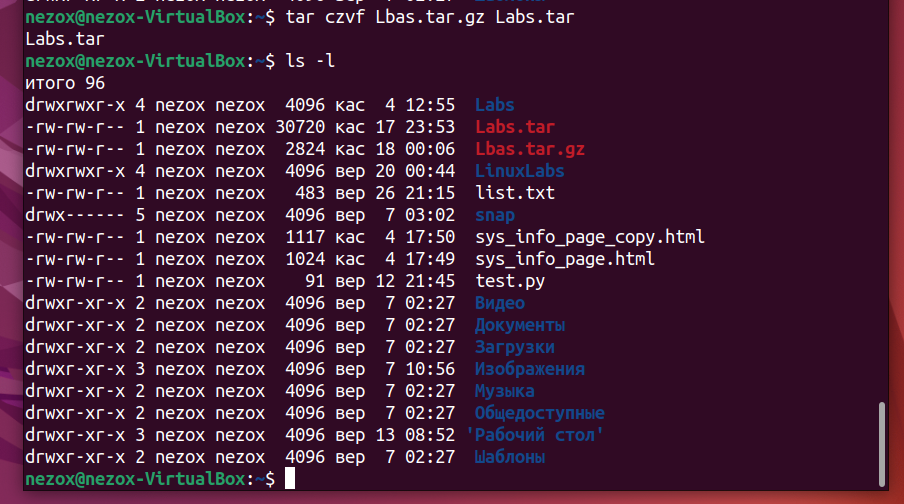 nezox@nezox-VirtualBox:~$ tar czvf Lbas.tar.gz Labs.tar
Labs.tar
nezox@nezox-VirtualBox:~$ ls -l
итого 96
drwxrwxr-x 4 nezox nezox  4096 кас  4 12:55  Labs
-rw-rw-r-- 1 nezox nezox 30720 кас 17 23:53  Labs.tar
-rw-rw-r-- 1 nezox nezox  2824 кас 18 00:06  Lbas.tar.gz
drwxrwxr-x 4 nezox nezox  4096 вер 20 00:44  LinuxLabs
-rw-rw-r-- 1 nezox nezox   483 вер 26 21:15  list.txt
drwx------ 5 nezox nezox  4096 вер  7 03:02  snap
-rw-rw-r-- 1 nezox nezox  1117 кас  4 17:50  sys_info_page_copy.html
-rw-rw-r-- 1 nezox nezox  1024 кас  4 17:49  sys_info_page.html
-rw-rw-r-- 1 nezox nezox    91 вер 12 21:45  test.py
drwxr-xr-x 2 nezox nezox  4096 вер  7 02:27  Видео
drwxr-xr-x 2 nezox nezox  4096 вер  7 02:27  Документы
drwxr-xr-x 2 nezox nezox  4096 вер  7 02:27  Загрузки
drwxr-xr-x 3 nezox nezox  4096 вер  7 10:56  Изображения
drwxr-xr-x 2 nezox nezox  4096 вер  7 02:27  Музыка
drwxr-xr-x 2 nezox nezox  4096 вер  7 02:27  Общедоступные
drwxr-xr-x 3 nezox nezox  4096 вер 13 08:52 'Рабочий стол'
drwxr-xr-x 2 nezox nezox  4096 вер  7 02:27  Шаблоны
nezox@nezox-VirtualBox:~$